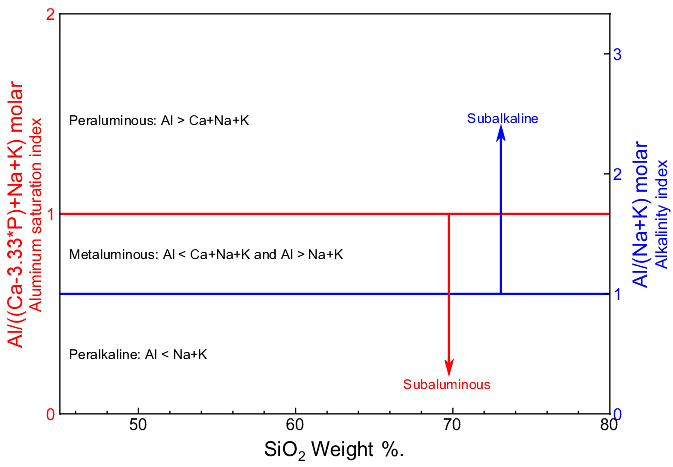 2
Peraluminous: Al > Ca+Na+K
Subalkaline
3
2
1
Metaluminous: Al < Ca+Na+K and Al > Na+K
1
Peralkaline: Al < Na+K
Subaluminous
0
0
50
60
70
80
SiO₂ Weight %.
Al/((Ca-3.33*P)+Na+K) molar
Aluminum saturation index
Al/(Na+K) molar
Alkalinity index